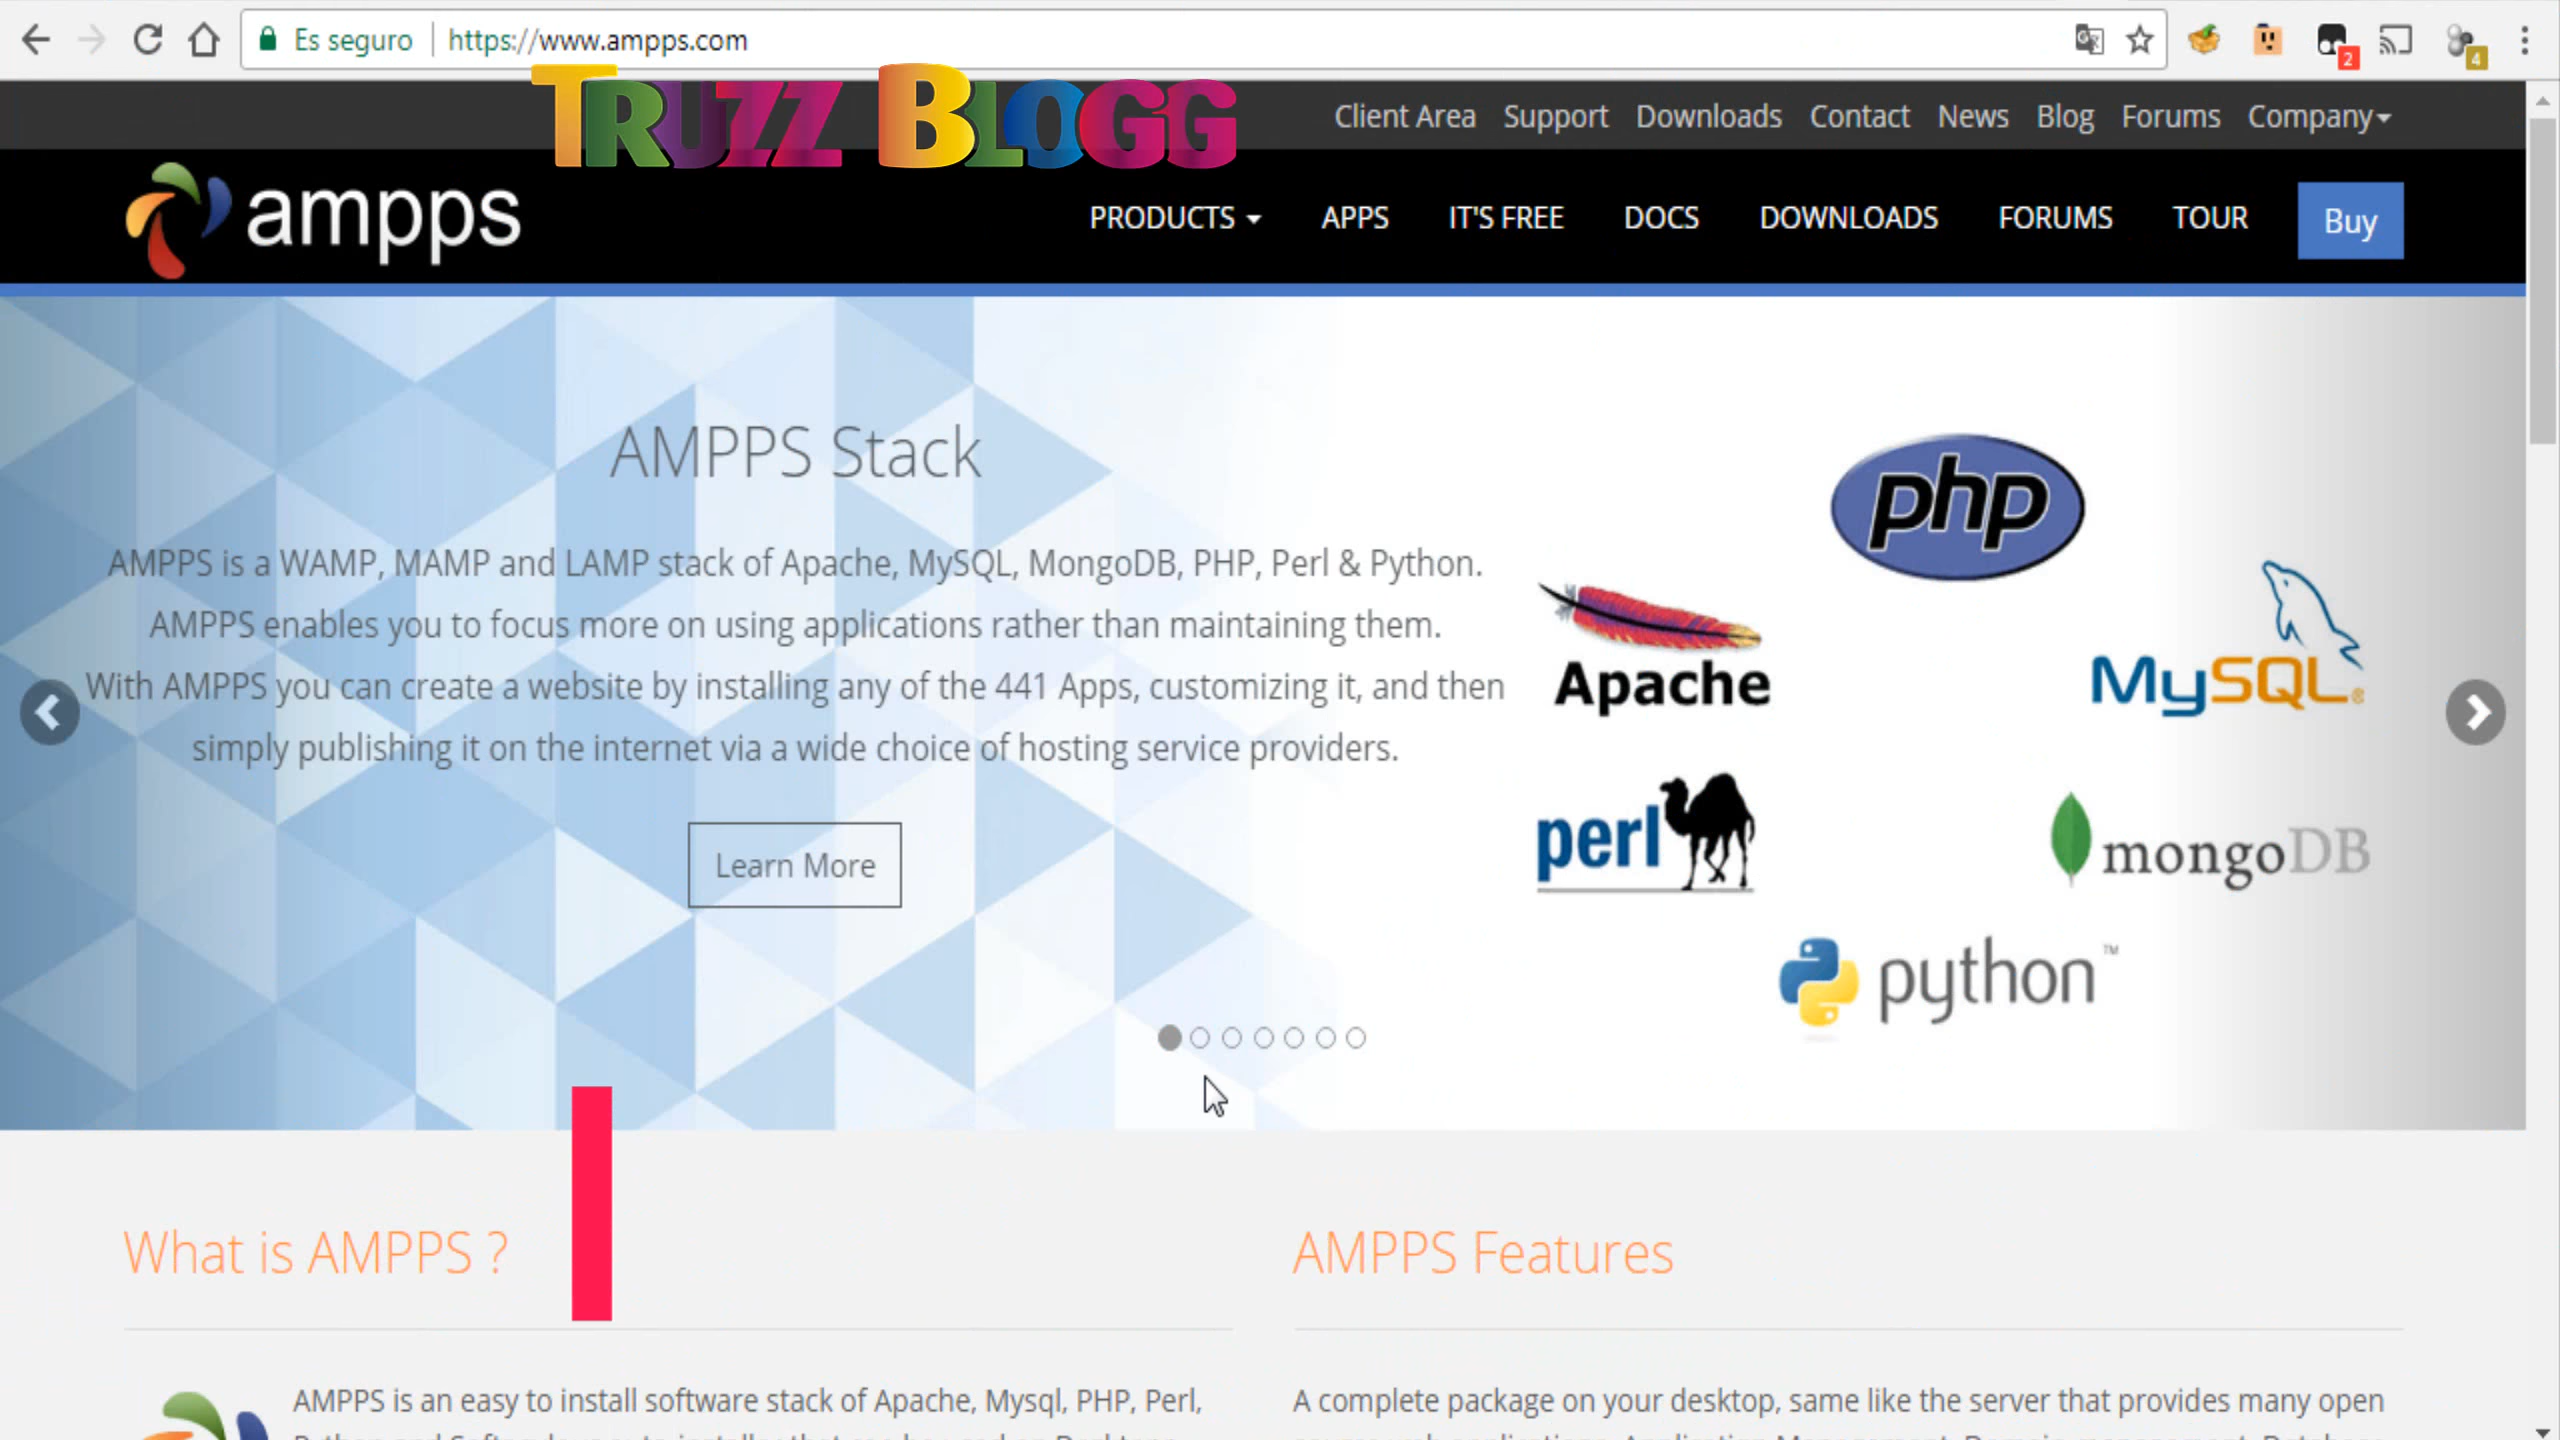 Es seguro
https://www.ampps.com
2
4
TRUZZ BLOGG
Client Area Support Downloads Contact News Blog Forums Company
ampps
PRODUCTS APPS IT'S FREE DOCS DOWNLOADS FORUMS TOUR Buy
AMPPS Stack
AMPPS is a WAMP, MAMP and LAMP stack of Apache, MySQL, MongoDB, PHP, Perl & Python.
AMPPS enables you to focus more on using applications rather than maintaining them.
With AMPPS you can create a website by installing any of the 441 Apps, customizing it, and then
simply publishing it on the internet via a wide choice of hosting service providers.
Learn More
php
Apache
MySQL®
perl
mongoDB
python™
What is AMPPS ?
AMPPS is an easy to install software stack of Apache, Mysql, PHP, Perl,
AMPPS Features
A complete package on your desktop, same like the server that provides many open